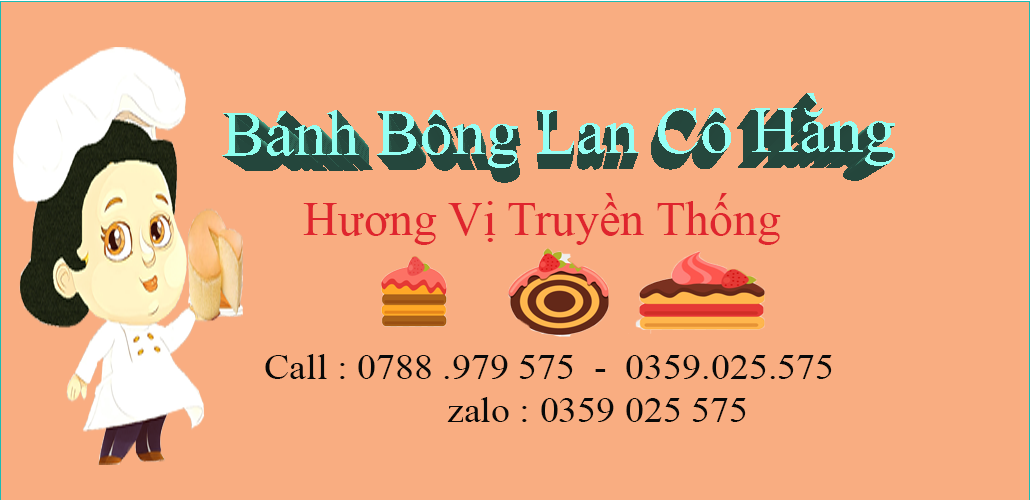 Bánh Bông Lan Cô Hằng
Hương Vị Truyền Thống
Call : 0788 .979 575 - 0359.025.575
zalo : 0359 025 575